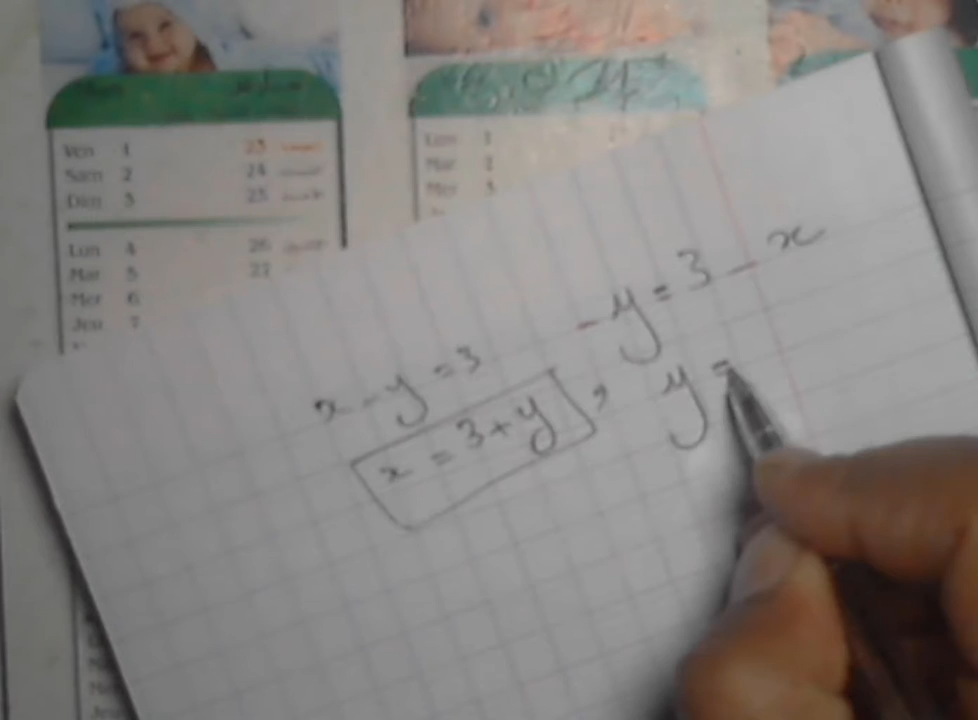 Ven 1 23
Sam 2 24
Dim 3 25
Lun 4 26
Mar 5 27
Mer 6
Jeu 7
Lun 1
Mar 2
Mer 3
x - y = 3
x = 3 + y ,
- y = 3 - x
y =